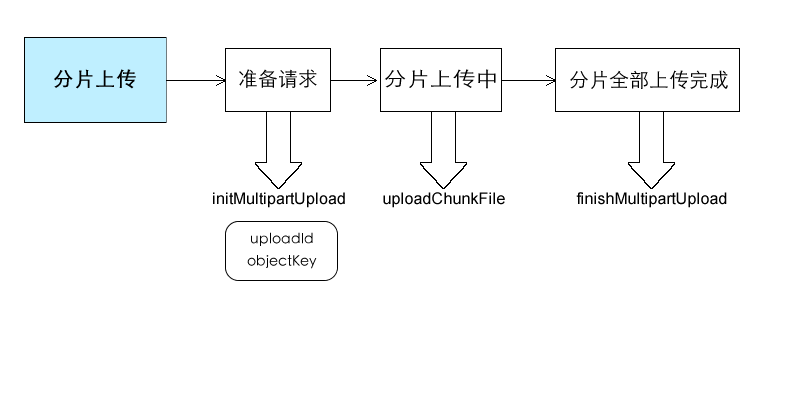 分片上传
准备请求
分片上传中
分片全部上传完成
initMultipartUpload
uploadChunkFile
finishMultipartUpload
uploadId
objectKey